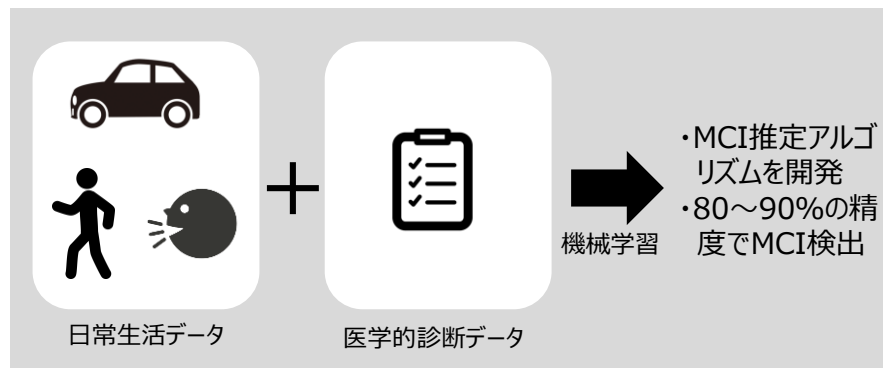 日常生活データ
医学的診断データ
機械学習
・MCI推定アルゴ
リズムを開発
・80～90%の精
度でMCI検出